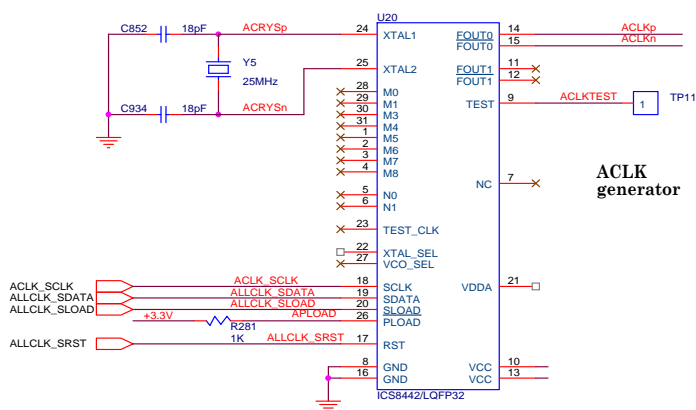 U20
C852 18pF ACRYSp 24 XTAL1 FOUT0 14 ACLKp
FOUT0 15 ACLKn
Y5
25MHz
25 XTAL2 FOUT1 11
FOUT1 12
C934 18pF ACRYSn
28 M0
29 M1 TEST 9 ACLKTEST 1 TP11
30 M3
31 M4
1 M5
2 M6
3 M7
4 M8
NC 7
ACLK
generator
5 N0
6 N1
23 TEST_CLK
22 XTAL_SEL
27 VCO_SEL
ACLK_SCLK ACLK_SCLK 18 SCLK VDDA 21
ALLCLK_SDATA ALLCLK_SDATA 19 SDATA
ALLCLK_SLOAD ALLCLK_SLOAD 20 SLOAD
+3.3V APLOAD 26 PLOAD
R281
1K
ALLCLK_SRST ALLCLK_SRST 17 RST
8 GND VCC 10
16 GND VCC 13
ICS8442/LQFP32